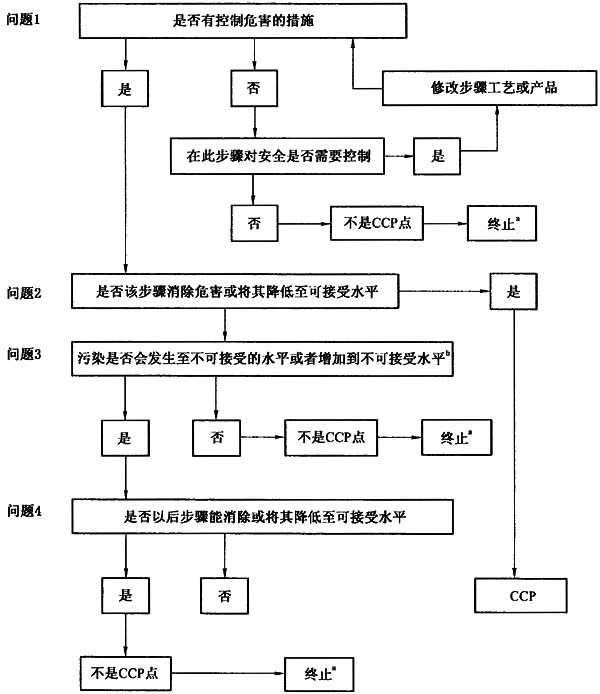 问题1
是否有控制危害的措施
是
否
修改步骤工艺或产品
在此步骤对安全是否需要控制
是
否
不是CCP点
终止a
问题2
是否该步骤消除危害或将其降低至可接受水平
是
问题3
污染是否会发生至不可接受的水平或者增加到不可接受水平b
是
否
不是CCP点
终止a
问题4
是否以后步骤能消除或将其降低至可接受水平
是
否
CCP
不是CCP点
终止a